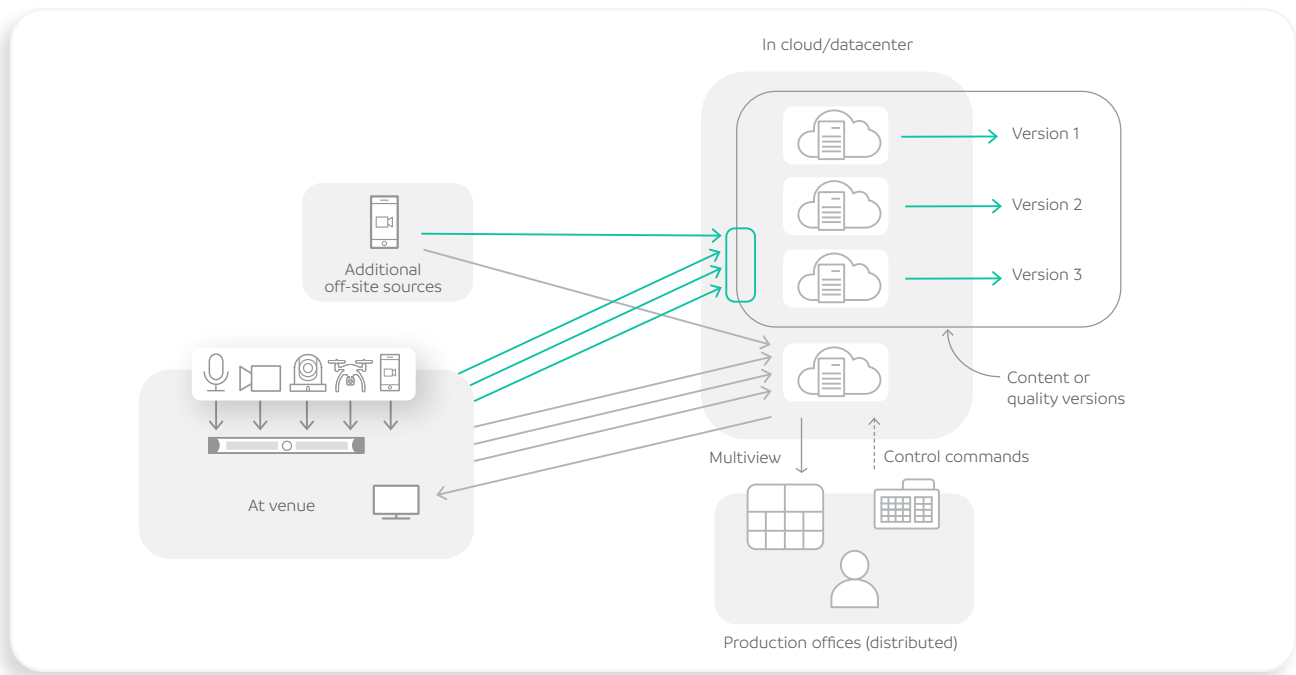 In cloud/datacenter
Version 1
Version 2
Version 3
Additional
off-site sources
Content or
quality versions
Multiview
Control commands
At venue
Production offices (distributed)